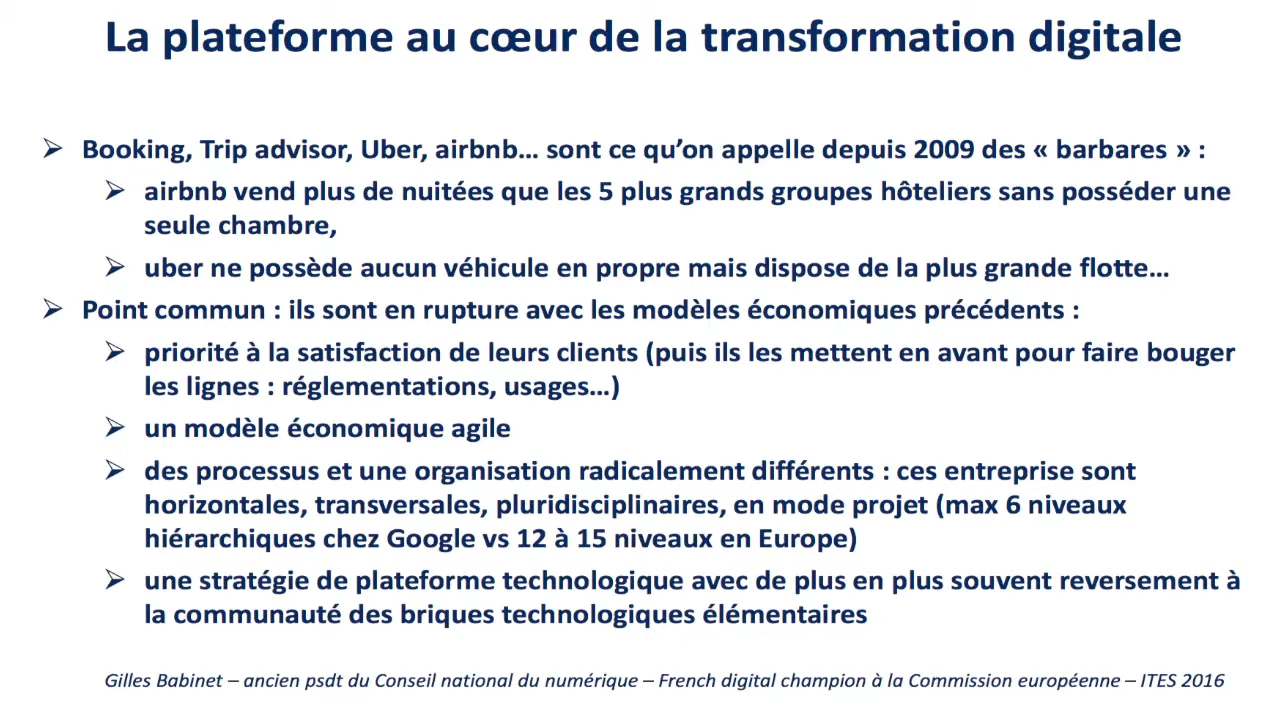 La plateforme au cœur de la transformation digitale
➢ Booking, Trip advisor, Uber, airbnb... sont ce qu’on appelle depuis 2009 des « barbares » :
➢ airbnb vend plus de nuitées que les 5 plus grands groupes hôteliers sans posséder une
seule chambre,
➢ uber ne possède aucun véhicule en propre mais dispose de la plus grande flotte...
➢ Point commun : ils sont en rupture avec les modèles économiques précédents :
➢ priorité à la satisfaction de leurs clients (puis ils les mettent en avant pour faire bouger
les lignes : réglementations, usages...)
➢ un modèle économique agile
➢ des processus et une organisation radicalement différents : ces entreprise sont
horizontales, transversales, pluridisciplinaires, en mode projet (max 6 niveaux
hiérarchiques chez Google vs 12 à 15 niveaux en Europe)
➢ une stratégie de plateforme technologique avec de plus en plus souvent reversement à
la communauté des briques technologiques élémentaires
Gilles Babinet – ancien psdt du Conseil national du numérique – French digital champion à la Commission européenne – ITES 2016